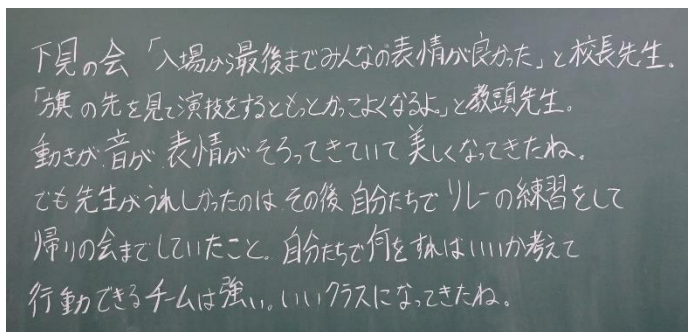 下見の会 「入場から最後までみんなの表情が良かった」と校長先生.
「旗の先を見て演技をするともっとかっこよくなるよ。」と教頭先生.
動きが、音が 表情がそろってきていて 美しくなってきたね.
でも 先生がうれしかったのは その後 自分たちで リレーの練習をして
帰りの会までしていたこと. 自分たちで何をすればいいか考えて
行動できるチームは強い。いいクラスになってきたね.